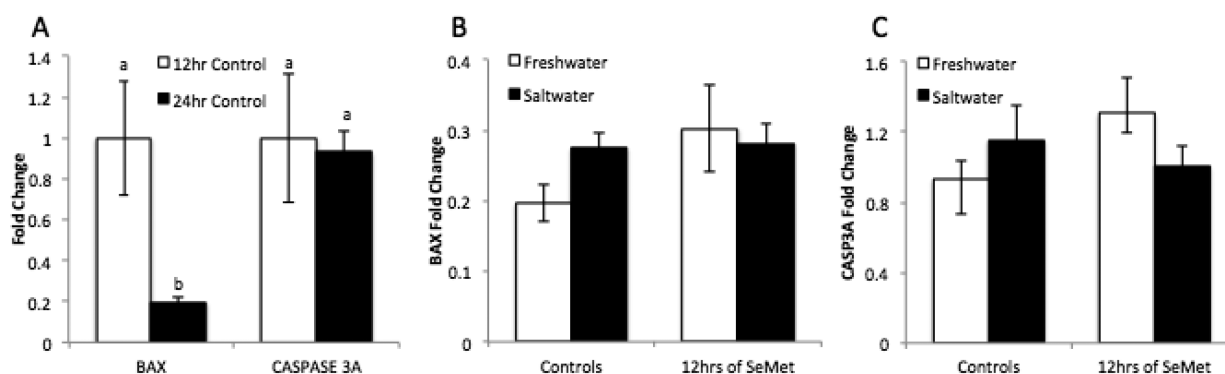 A
Fold Change
1.4
1.2
1
0.8
0.6
0.4
0.2
0
a
b
a
a
12hr Control
24hr Control
BAX
CASPASE 3A
B
BAX Fold Change
0.4
0.3
0.2
0.1
0
Freshwater
Saltwater
Controls
12hrs of SeMet
C
CASP3A Fold Change
1.6
1.2
0.8
0.4
0
Freshwater
Saltwater
Controls
12hrs of SeMet